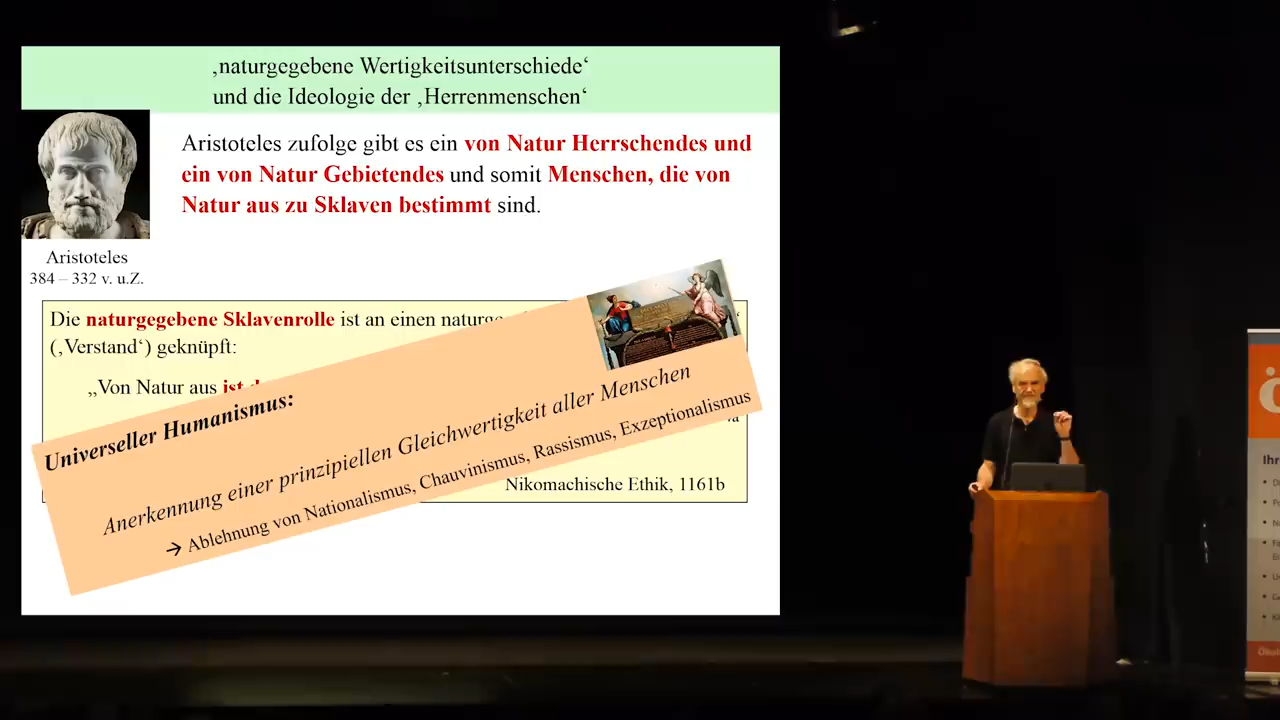 ‚naturgegebene Wertigkeitsunterschiede‘
und die Ideologie der ‚Herrenmenschen‘
Aristoteles zufolge gibt es ein von Natur Herrschendes und
ein von Natur Gebietendes und somit Menschen, die von
Natur aus zu Sklaven bestimmt sind.
Aristoteles
384 – 332 v. u.Z.
Die naturgegebene Sklavenrolle ist an einen
(‚Verstand‘) geknüpft:
„Von Natur aus ist
Universeller Humanismus:
Anerkennung einer prinzipiellen Gleichwertigkeit aller Menschen
→ Ablehnung von Nationalismus, Chauvinismus, Rassismus, Exzeptionalismus
Nikomachische Ethik, 1161b
ö
Ihr